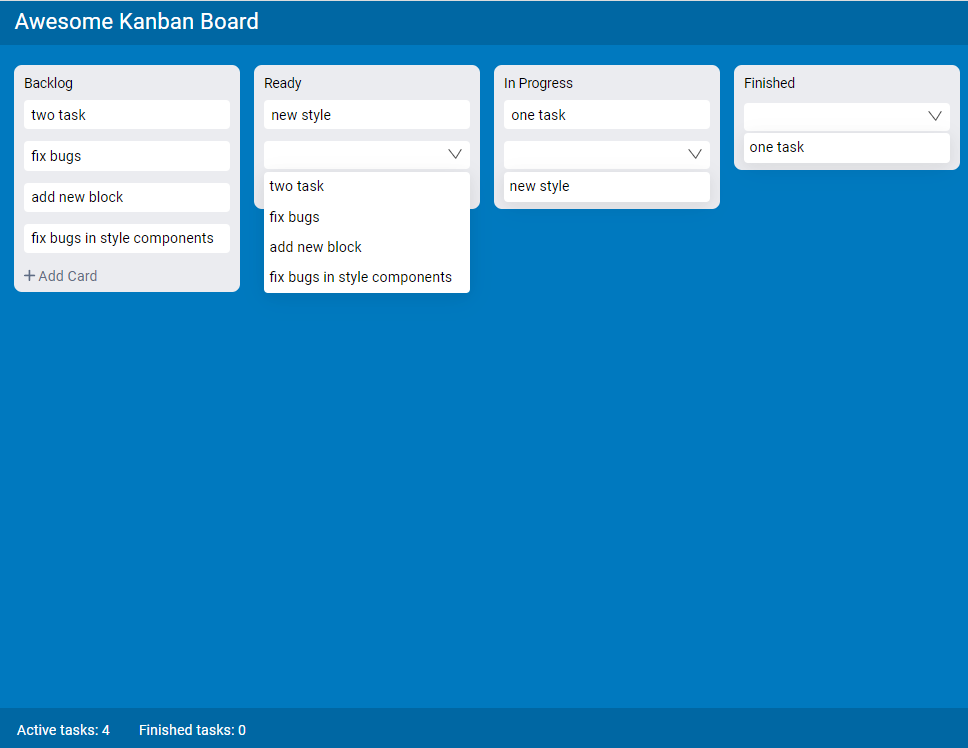 Awesome Kanban Board
Backlog
two task
fix bugs
add new block
fix bugs in style components
+ Add Card
Ready
new style
two task
fix bugs
add new block
fix bugs in style components
In Progress
one task
new style
Finished
one task
Active tasks: 4
Finished tasks: 0